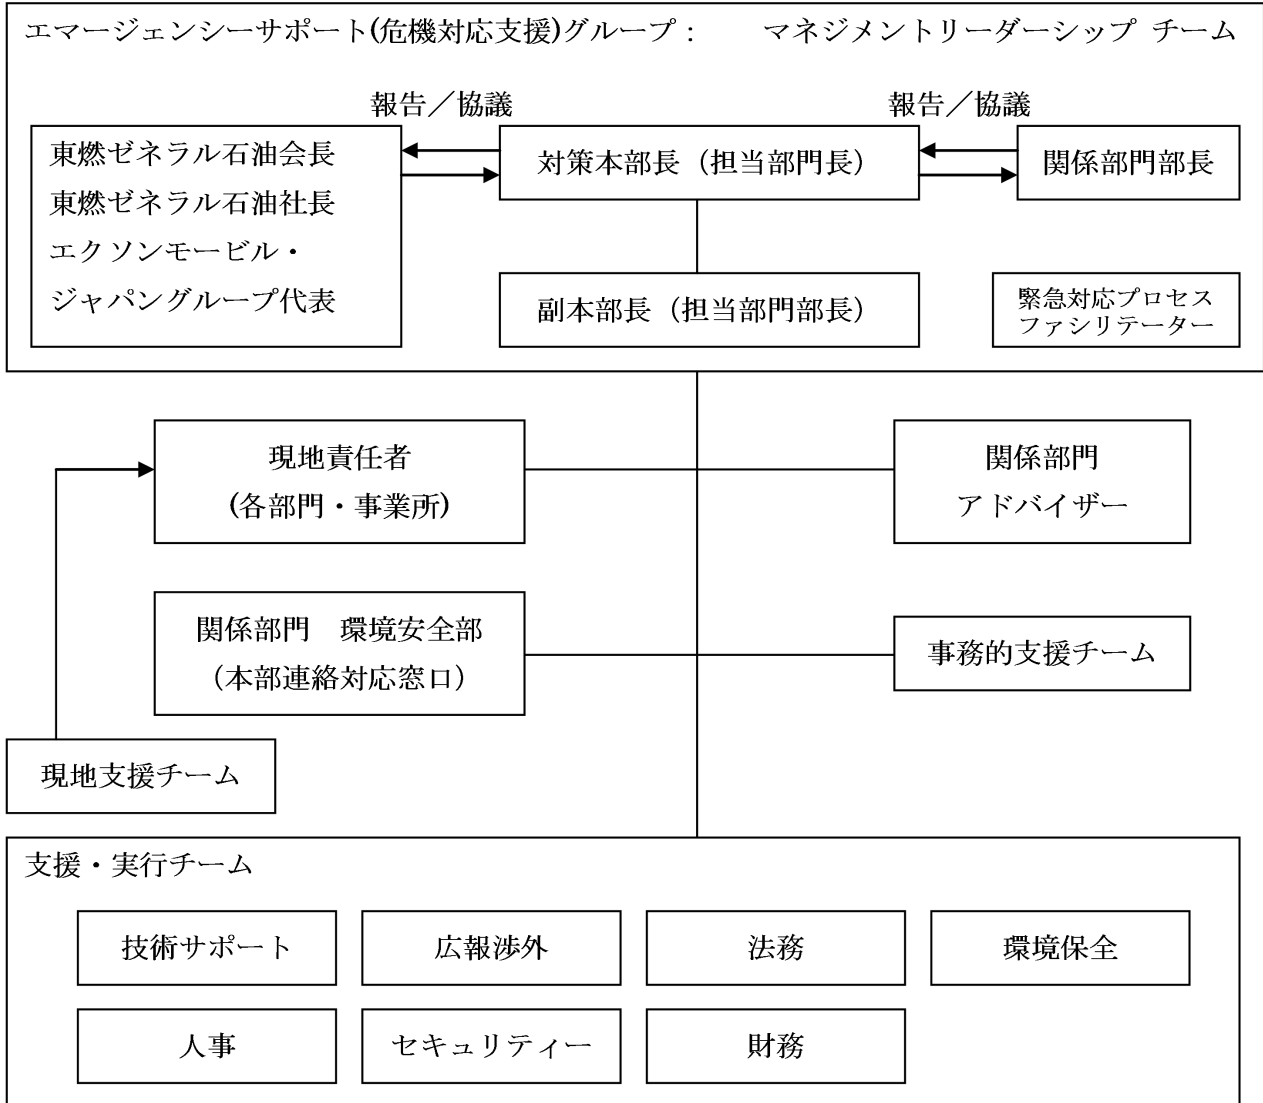 エマージェンシーサポート(危機対応支援)グループ：　　マネジメントリーダーシップ チーム
報告／協議
報告／協議
東燃ゼネラル石油会長
東燃ゼネラル石油社長
エクソンモービル・
ジャパングループ代表
対策本部長（担当部門長）
関係部門部長
副本部長（担当部門部長）
緊急対応プロセス
ファシリテーター
現地責任者
(各部門・事業所)
関係部門
アドバイザー
関係部門　環境安全部
（本部連絡対応窓口）
事務的支援チーム
現地支援チーム
支援・実行チーム
技術サポート
広報渉外
法務
環境保全
人事
セキュリティー
財務